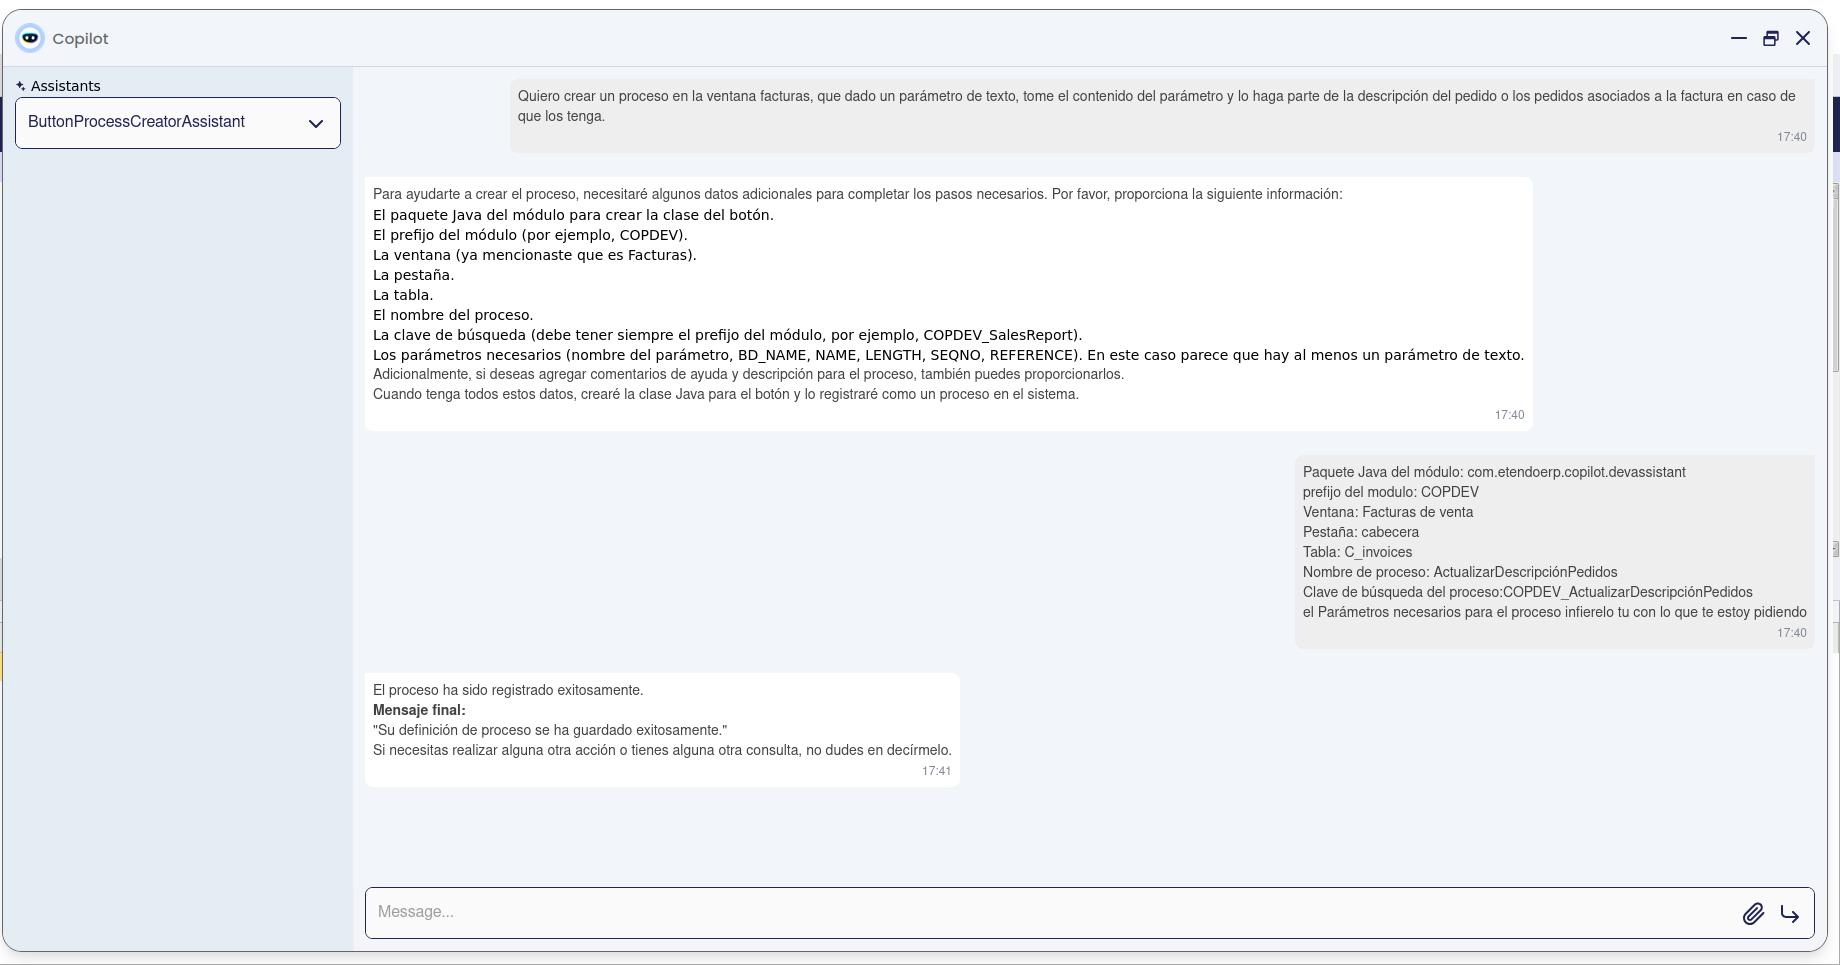 Copilot
Assistants
ButtonProcessCreatorAssistant
Quiero crear un proceso en la ventana facturas, que dado un parámetro de texto, tome el contenido del parámetro y lo haga parte de la descripción del pedido o los pedidos asociados a la factura en caso de
que los tenga.
17:40
Para ayudarte a crear el proceso, necesitaré algunos datos adicionales para completar los pasos necesarios. Por favor, proporciona la siguiente información:
El paquete Java del módulo para crear la clase del botón.
El prefijo del módulo (por ejemplo, COPDEV).
La ventana (ya mencionaste que es Facturas).
La pestaña.
La tabla.
El nombre del proceso.
La clave de búsqueda (debe tener siempre el prefijo del módulo, por ejemplo, COPDEV_SalesReport).
Los parámetros necesarios (nombre del parámetro, BD_NAME, NAME, LENGTH, SEQNO, REFERENCE). En este caso parece que hay al menos un parámetro de texto.
Adicionalmente, si deseas agregar comentarios de ayuda y descripción para el proceso, también puedes proporcionarlos.
Cuando tenga todos estos datos, crearé la clase Java para el botón y lo registraré como un proceso en el sistema.
17:40
Paquete Java del módulo: com.etendoerp.copilot.devassistant
prefijo del modulo: COPDEV
Ventana: Facturas de venta
Pestaña: cabecera
Tabla: C_invoices
Nombre de proceso: ActualizarDescripciónPedidos
Clave de búsqueda del proceso:COPDEV_ActualizarDescripciónPedidos
el Parámetros necesarios para el proceso infierelo tu con lo que te estoy pidiendo
17:40
El proceso ha sido registrado exitosamente.
Mensaje final:
"Su definición de proceso se ha guardado exitosamente."
Si necesitas realizar alguna otra acción o tienes alguna otra consulta, no dudes en decírmelo.
17:41
Message...